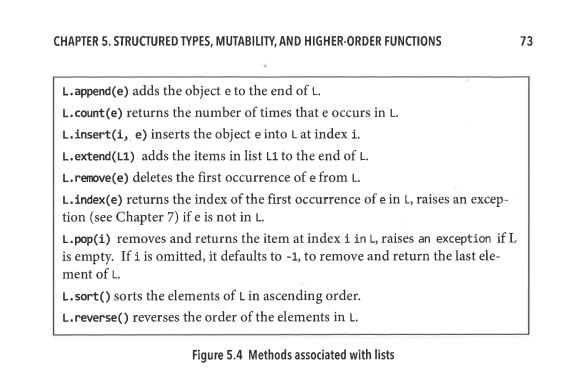 CHAPTER 5. STRUCTURED TYPES, MUTABILITY, AND HIGHER-ORDER FUNCTIONS 73
L.append(e) adds the object e to the end of L.
L.count(e) returns the number of times that e occurs in L.
L.insert(i, e) inserts the object e into L at index i.
L.extend(L1) adds the items in list L1 to the end of L.
L.remove(e) deletes the first occurrence of e from L.
L.index(e) returns the index of the first occurrence of e in L, raises an excep-
tion (see Chapter 7) if e is not in L.
L.pop(i) removes and returns the item at index i in L, raises an exception if L
is empty. If i is omitted, it defaults to -1, to remove and return the last ele-
ment of L.
L.sort() sorts the elements of L in ascending order.
L.reverse() reverses the order of the elements in L.
Figure 5.4 Methods associated with lists